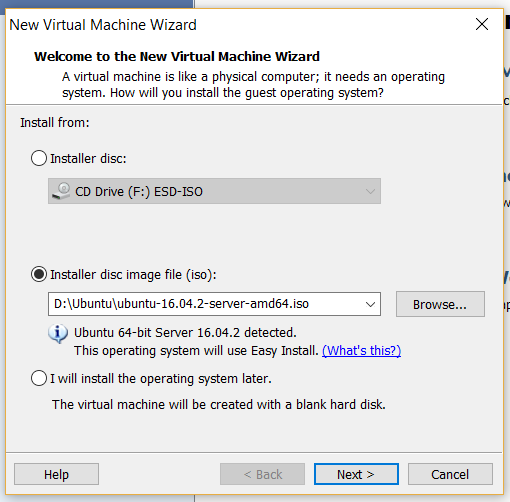 New Virtual Machine Wizard
Welcome to the New Virtual Machine Wizard
A virtual machine is like a physical computer; it needs an operating
system. How will you install the guest operating system?
Install from:
Installer disc:
CD Drive (F:) ESD-ISO
Installer disc image file (iso):
D:\Ubuntu\ubuntu-16.04.2-server-amd64.iso
Browse...
Ubuntu 64-bit Server 16.04.2 detected.
This operating system will use Easy Install. (What's this?)
I will install the operating system later.
The virtual machine will be created with a blank hard disk.
Help
< Back
Next >
Cancel